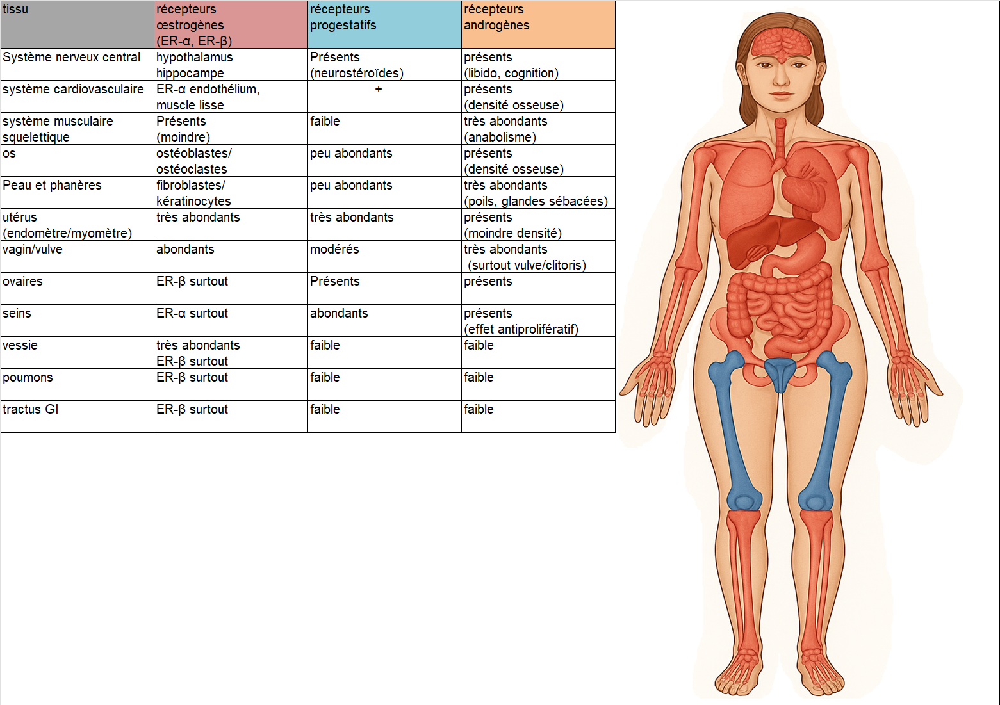 tissu
récepteurs
œstrogènes
(ER-α, ER-β)
récepteurs
progestatifs
récepteurs
androgènes
Système nerveux central
hypothalamus
hippocampe
Présents
(neurostéroïdes)
présents
(libido, cognition)
système cardiovasculaire
ER-α endothélium,
muscle lisse
+
présents
(densité osseuse)
système musculaire
squelettique
Présents
(moindre)
faible
très abondants
(anabolisme)
os
ostéoblastes/
ostéoclastes
peu abondants
présents
(densité osseuse)
Peau et phanères
fibroblastes/
kératinocytes
peu abondants
très abondants
(poils, glandes sébacées)
utérus
(endomètre/myomètre)
très abondants
très abondants
présents
(moindre densité)
vagin/vulve
abondants
modérés
très abondants
(surtout vulve/clitoris)
ovaires
ER-β surtout
Présents
présents
seins
ER-α surtout
abondants
présents
(effet antiprolifératif)
vessie
très abondants
ER-β surtout
faible
faible
poumons
ER-β surtout
faible
faible
tractus GI
ER-β surtout
faible
faible